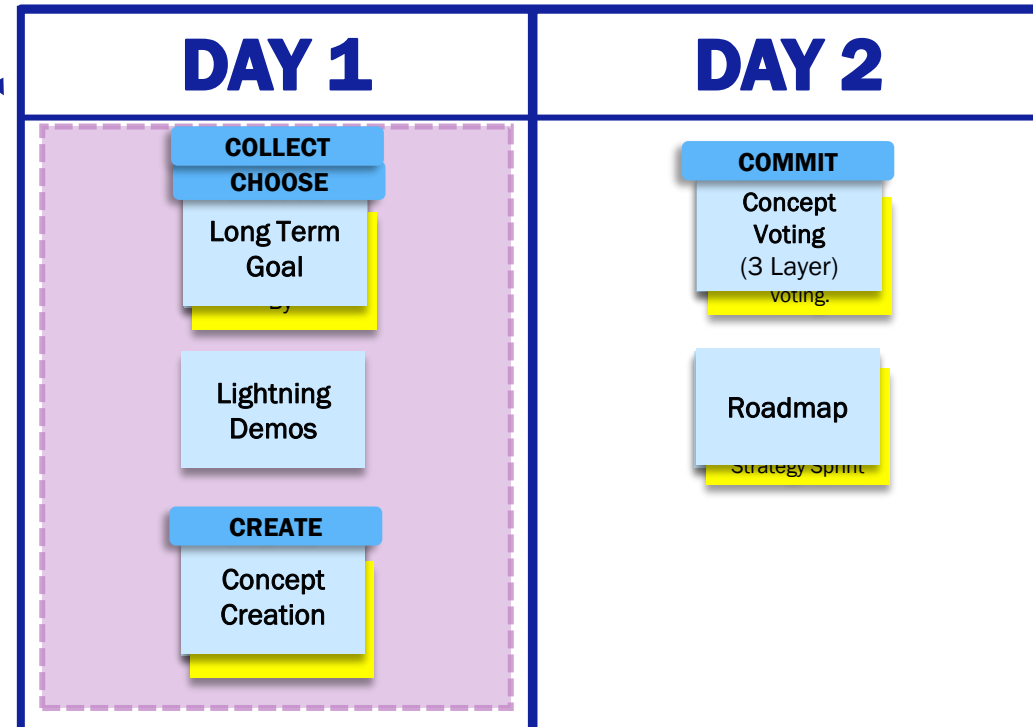 DAY 1
COLLECT
CHOOSE
Long Term
Goal
By
Lightning
Demos
CREATE
Concept
Creation
DAY 2
COMMIT
Concept
Voting
(3 Layer)
voting.
Roadmap
Strategy Sprint